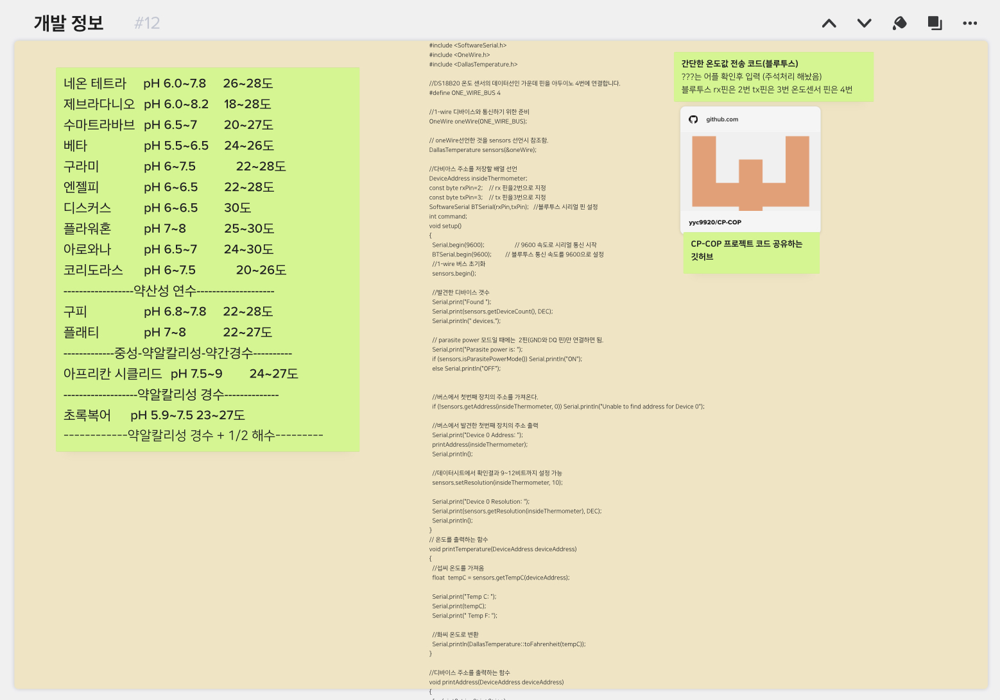 개발 정보 #12
네온 테트라 pH 6.0~7.8 26~28도
제브라다니오 pH 6.0~8.2 18~28도
수마트라바브 pH 6.5~7 20~27도
베타 pH 5.5~6.5 24~26도
구라미 pH 6~7.5 22~28도
엔젤피 pH 6~6.5 22~28도
디스커스 pH 6~6.5 30도
플라워혼 pH 7~8 25~30도
아로와나 pH 6.5~7 24~30도
코리도라스 pH 6~7.5 20~26도
------------------약산성 연수--------------------
구피 pH 6.8~7.8 22~28도
플래티 pH 7~8 22~27도
-------------중성-약알칼리성-약간경수----------
아프리칸 시클리드 pH 7.5~9 24~27도
-------------------약알칼리성 경수--------------
초록복어 pH 5.9~7.5 23~27도
------------약알칼리성 경수 + 1/2 해수---------
#include <SoftwareSerial.h>
#include <OneWire.h>
#include <DallasTemperature.h>
//DS18B20 온도 센서의 데이터선인 가운데 핀을 아두이노 4번에 연결합니다.
#define ONE_WIRE_BUS 4
//1-wire 디바이스와 통신하기 위한 준비
OneWire oneWire(ONE_WIRE_BUS);
// oneWire선언한 것을 sensors 선언시 참조함.
DallasTemperature sensors(&oneWire);
//다비아스 주소를 저장할 배열 선언
DeviceAddress insideThermometer;
const byte rxPin=2; // rx 핀을2번으로 지정
const byte txPin=3; // tx 핀을3번으로 지정
SoftwareSerial BTSerial(rxPin,txPin); //블루투스 시리얼 핀 설정
int command;
void setup()
{
Serial.begin(9600); // 9600 속도로 시리얼 통신 시작
BTSerial.begin(9600); // 블루투스 통신 속도를 9600으로 설정
//1-wire 버스 초기화
sensors.begin();
//발견한 디바이스 갯수
Serial.print("Found ");
Serial.print(sensors.getDeviceCount(), DEC);
Serial.println(" devices.");
// parasite power 모드일 때에는 2핀(GND와 DQ 핀)만 연결하면 됨.
Serial.print("Parasite power is: ");
if (sensors.isParasitePowerMode()) Serial.println("ON");
else Serial.println("OFF");
//버스에서 첫번째 장치의 주소를 가져온다.
if (!sensors.getAddress(insideThermometer, 0)) Serial.println("Unable to find address for Device 0");
//버스에서 발견한 첫번째 장치의 주소 출력
Serial.print("Device 0 Address: ");
printAddress(insideThermometer);
Serial.println();
//데이터시트에서 확인결과 9~12비트까지 설정 가능
sensors.setResolution(insideThermometer, 10);
Serial.print("Device 0 Resolution: ");
Serial.print(sensors.getResolution(insideThermometer), DEC);
Serial.println();
}
// 온도를 출력하는 함수
void printTemperature(DeviceAddress deviceAddress)
{
//섭씨 온도를 가져옴
float tempC = sensors.getTempC(deviceAddress);
Serial.print("Temp C: ");
Serial.print(tempC);
Serial.print(" Temp F: ");
//화씨 온도로 변환
Serial.println(DallasTemperature::toFahrenheit(tempC));
}
//디바이스 주소를 출력하는 함수
void printAddress(DeviceAddress deviceAddress)
{
간단한 온도값 전송 코드(블루투스)
???는 어플 확인후 입력 (주석처리 해놨음)
블루투스 rx핀은 2번 tx핀은 3번 온도센서 핀은 4번
github.com
yyc9920/CP-COP
CP-COP 프로젝트 코드 공유하는
깃허브